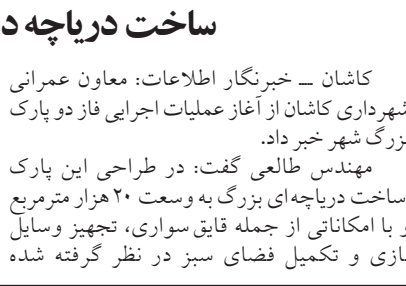 ساخت دریاچه د
کاشان ــ خبرنگار اطلاعات: معاون عمرانی
شهرداری کاشان از آغاز عملیات اجرایی فاز دو پارک
بزرگ شهر خبر داد.
مهندس طالعی گفت: در طراحی این پارک
ساخت دریاچه‌ای بزرگ به وسعت ۲۰ هزار مترمربع
و با امکاناتی از جمله قایق سواری، تجهیز وسایل
بازی و تکمیل فضای سبز در نظر گرفته شده